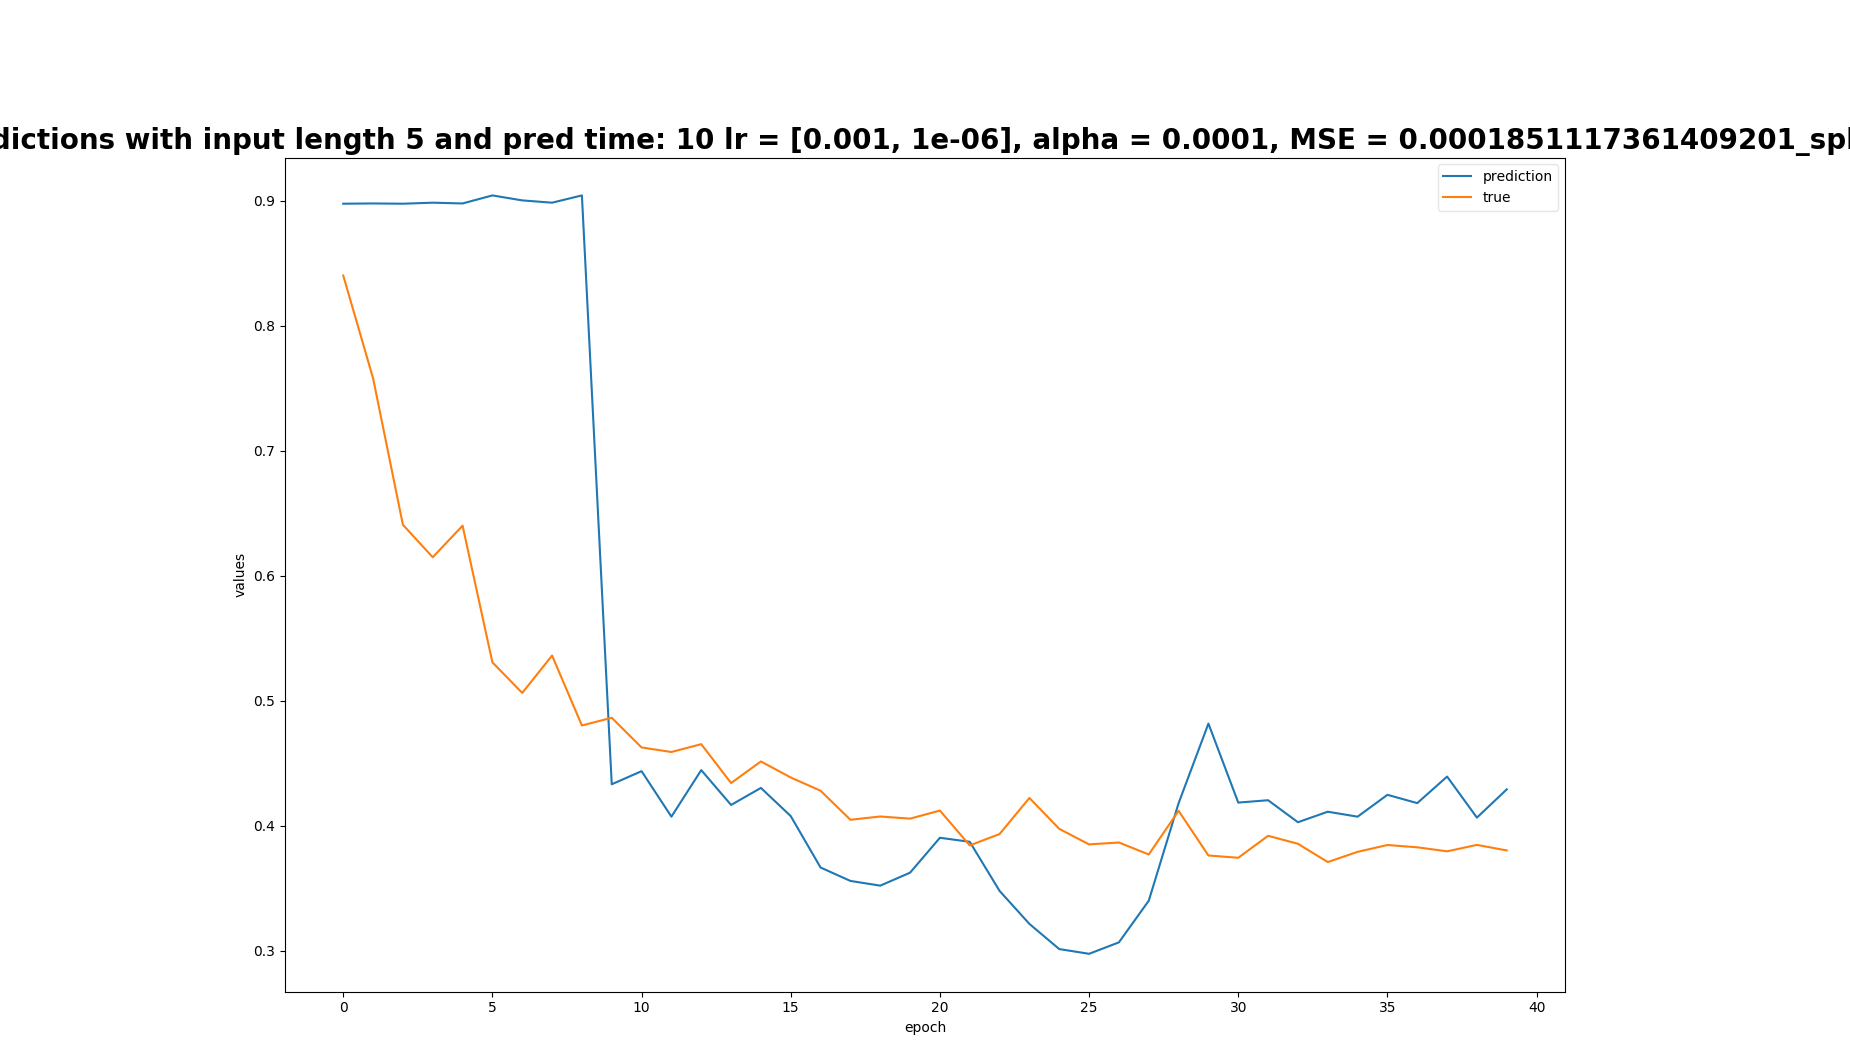 dictions with input length 5 and pred time: 10 lr = [0.001, 1e-06], alpha = 0.0001, MSE = 0.0001851117361409201_spl
prediction
true
0.9
0.8
0.7
0.6
0.5
0.4
0.3
values
0 5 10 15 20 25 30 35 40
epoch